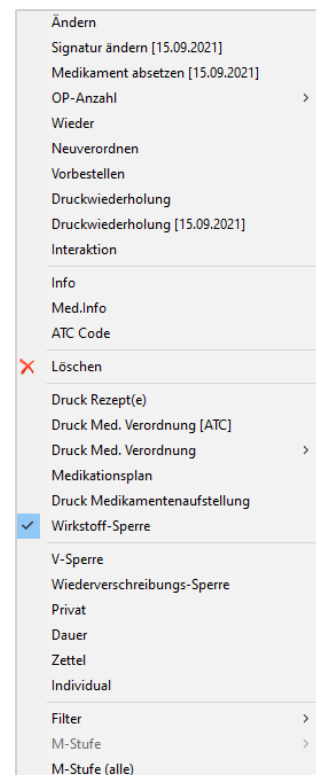 Ändern
Signatur ändern [15.09.2021]
Medikament absetzen [15.09.2021]
OP-Anzahl
Wieder
Neuverordnen
Vorbestellen
Druckwiederholung
Druckwiederholung [15.09.2021]
Interaktion
Info
Med.Info
ATC Code
Löschen
Druck Rezept(e)
Druck Med. Verordnung [ATC]
Druck Med. Verordnung
Medikationsplan
Druck Medikamentenaufstellung
Wirkstoff-Sperre
V-Sperre
Wiederverschreibungs-Sperre
Privat
Dauer
Zettel
Individual
Filter
M-Stufe
M-Stufe (alle)